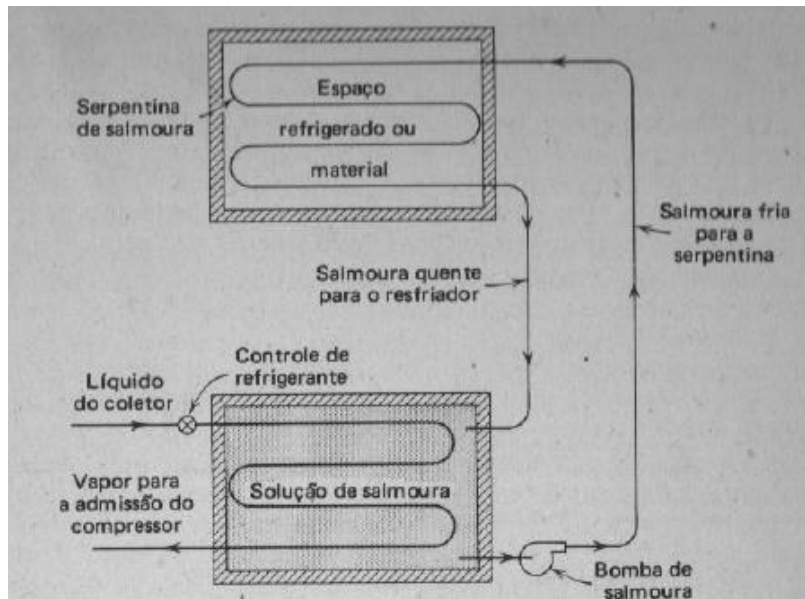 Serpentina
de salmoura
Espaço
refrigerado ou
material
Salmoura fria
para a
serpentina
Salmoura quente
para o resfriador
Controle de
refrigerante
Líquido
do coletor
Vapor para
a admissão do
compressor
Solução de salmoura
Bomba de
salmoura